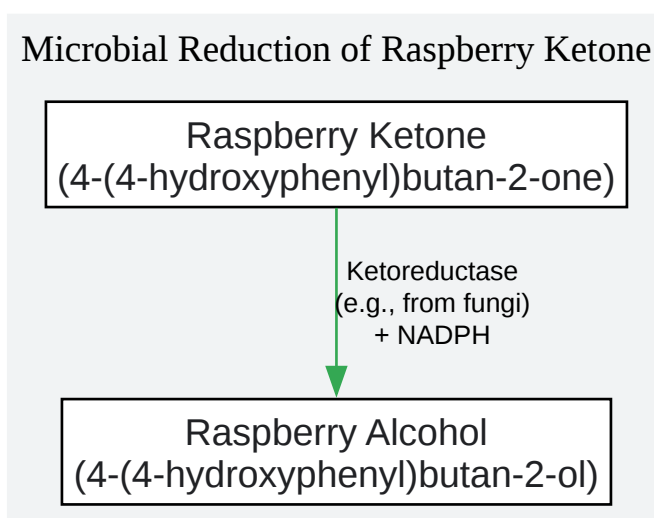 Microbial Reduction of Raspberry Ketone
Raspberry Ketone
(4-(4-hydroxyphenyl)butan-2-one)
Ketoreductase
(e.g., from fungi)
+ NADPH
Raspberry Alcohol
(4-(4-hydroxyphenyl)butan-2-ol)